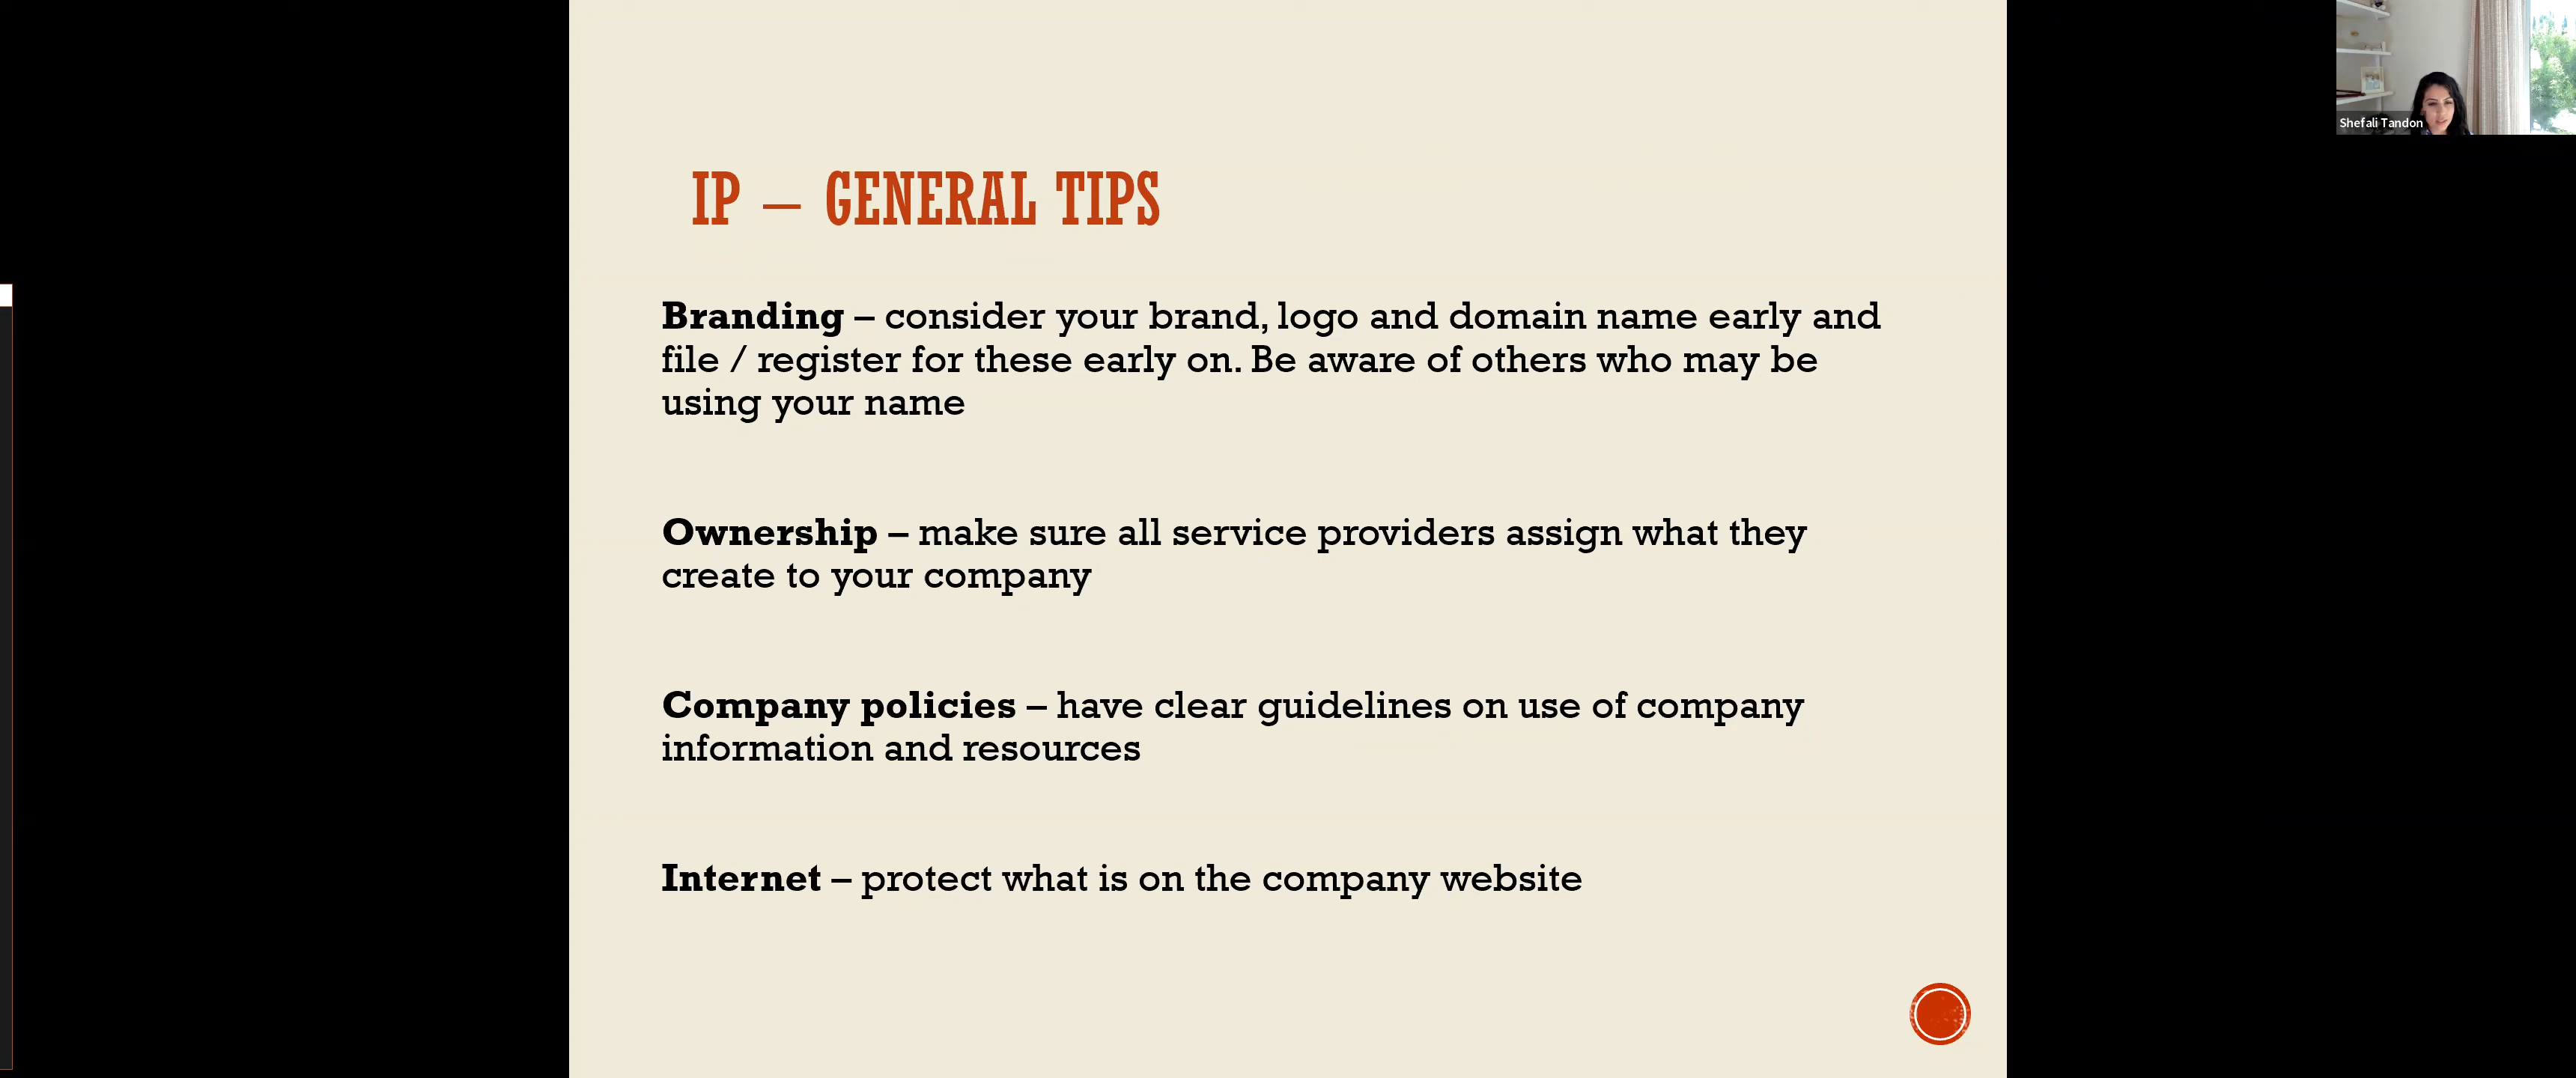 IP – GENERAL TIPS
Branding – consider your brand, logo and domain name early and
file / register for these early on. Be aware of others who may be
using your name
Ownership – make sure all service providers assign what they
create to your company
Company policies – have clear guidelines on use of company
information and resources
Internet – protect what is on the company website
Shefali Tandon